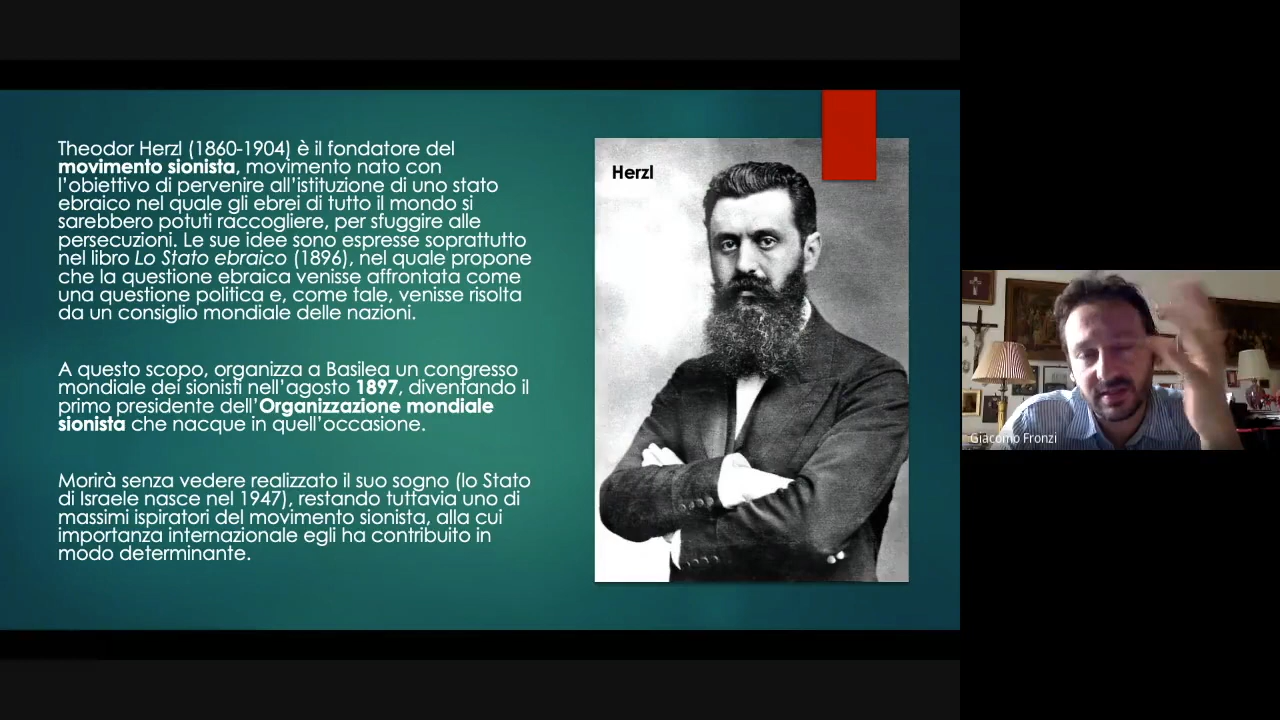 Theodor Herzl (1860-1904) è il fondatore del
movimento sionista, movimento nato con
l'obiettivo di pervenire all'istituzione di uno stato
ebraico nel quale gli ebrei di tutto il mondo si
sarebbero potuti raccogliere, per sfuggire alle
persecuzioni. Le sue idee sono espresse soprattutto
nel libro Lo Stato ebraico (1896), nel quale propone
che la questione ebraica venisse affrontata come
una questione politica e, come tale, venisse risolta
da un consiglio mondiale delle nazioni.
A questo scopo, organizza a Basilea un congresso
mondiale dei sionisti nell'agosto 1897, diventando il
primo presidente dell'Organizzazione mondiale
sionista che nacque in quell'occasione.
Morirà senza vedere realizzato il suo sogno (lo Stato
di Israele nasce nel 1947), restando tuttavia uno di
massimi ispiratori del movimento sionista, alla cui
importanza internazionale egli ha contribuito in
modo determinante.
Herzl
Giacomo Fronzi